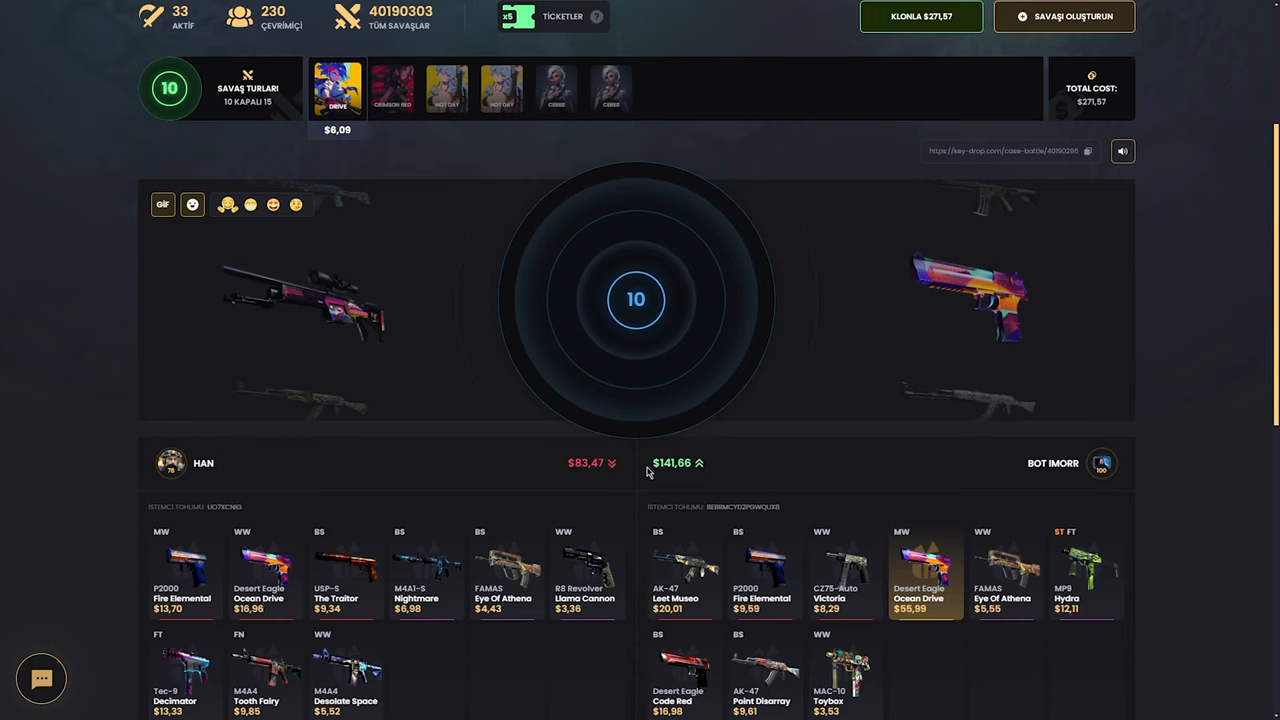 33
AKTİF
230
ÇEVRİMİÇİ
40190303
TÜM SAVAŞLAR
x5 TİCKETLER ?
KLONLA $271,57
SAVAŞI OLUŞTURUN
10
SAVAŞ TURLARI
10 KAPALI 15
DRIVE
CRIMSON RED
HOT DAY
HOT DAY
CERES
CERES
$6,09
TOTAL COST:
$271,57
https://key-drop.com/case-battle/40190286
GIF
10
78 HAN $83,47
$141,66 BOT IMORR 100
İSTEMCİ TOHUMU: UO7XCNIG
MW
P2000
Fire Elemental
$13,70
WW
Desert Eagle
Ocean Drive
$16,96
BS
USP-S
The Traitor
$9,34
BS
M4A1-S
Nightmare
$6,98
BS
FAMAS
Eye Of Athena
$4,43
WW
R8 Revolver
Llama Cannon
$3,36
FT
Tec-9
Decimator
$13,33
FN
M4A4
Tooth Fairy
$9,85
WW
M4A4
Desolate Space
$5,52
İSTEMCİ TOHUMU: BEBRMCYD2PGWQUXB
BS
AK-47
Leet Museo
$20,01
BS
P2000
Fire Elemental
$9,59
WW
CZ75-Auto
Victoria
$8,29
MW
Desert Eagle
Ocean Drive
$55,99
WW
FAMAS
Eye Of Athena
$5,55
ST FT
MP9
Hydra
$12,11
BS
Desert Eagle
Code Red
$16,98
BS
AK-47
Point Disarray
$9,61
WW
MAC-10
Toybox
$3,53